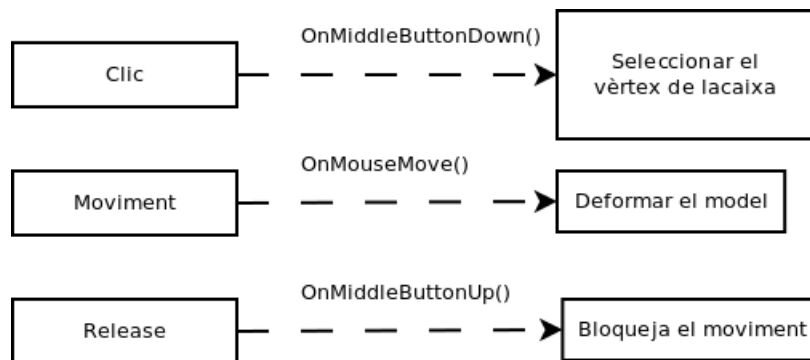 OnMiddleButtonDown()
Clic
Seleccionar el
vèrtex de lacaixa
OnMouseMove()
Moviment
Deformar el model
OnMiddleButtonUp()
Release
Bloqueja el moviment